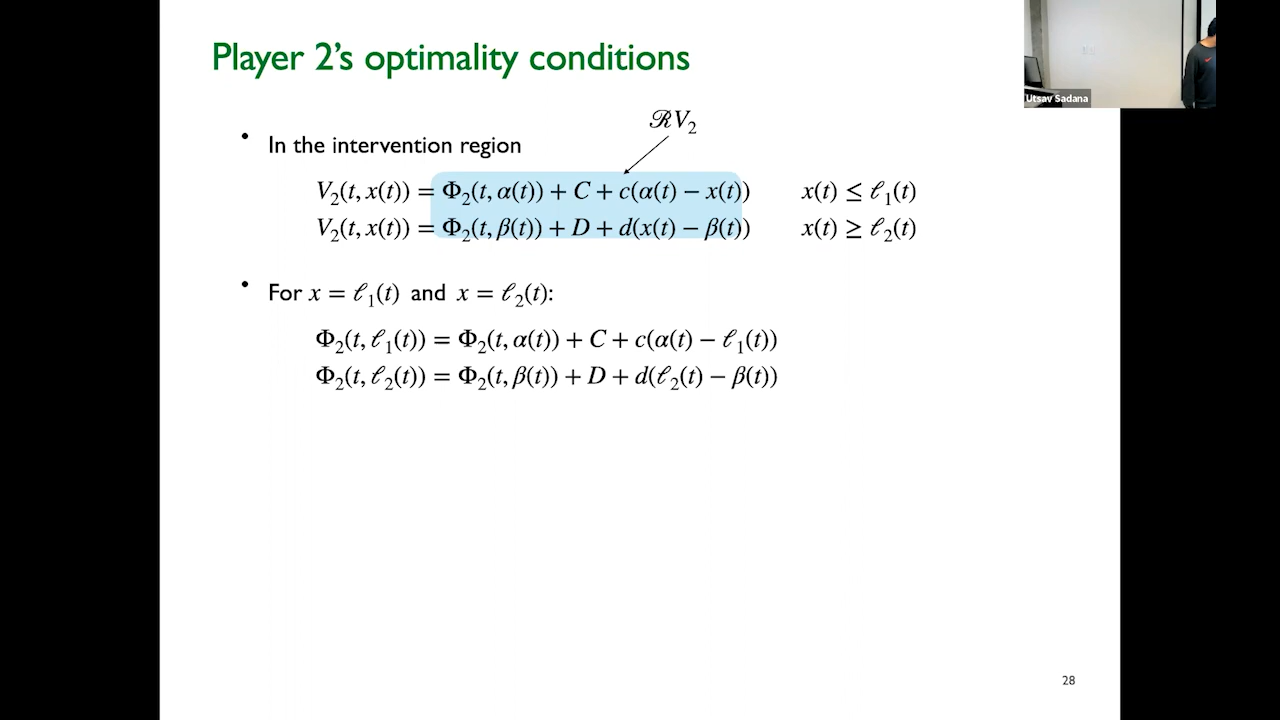 Player 2's optimality conditions
Utsav Sadana
ℛV₂
• In the intervention region
V₂(t, x(t)) = Φ₂(t, α(t)) + C + c(α(t) − x(t)) x(t) ≤ ℓ₁(t)
V₂(t, x(t)) = Φ₂(t, β(t)) + D + d(x(t) − β(t)) x(t) ≥ ℓ₂(t)
• For x = ℓ₁(t) and x = ℓ₂(t):
Φ₂(t, ℓ₁(t)) = Φ₂(t, α(t)) + C + c(α(t) − ℓ₁(t))
Φ₂(t, ℓ₂(t)) = Φ₂(t, β(t)) + D + d(ℓ₂(t) − β(t))
28